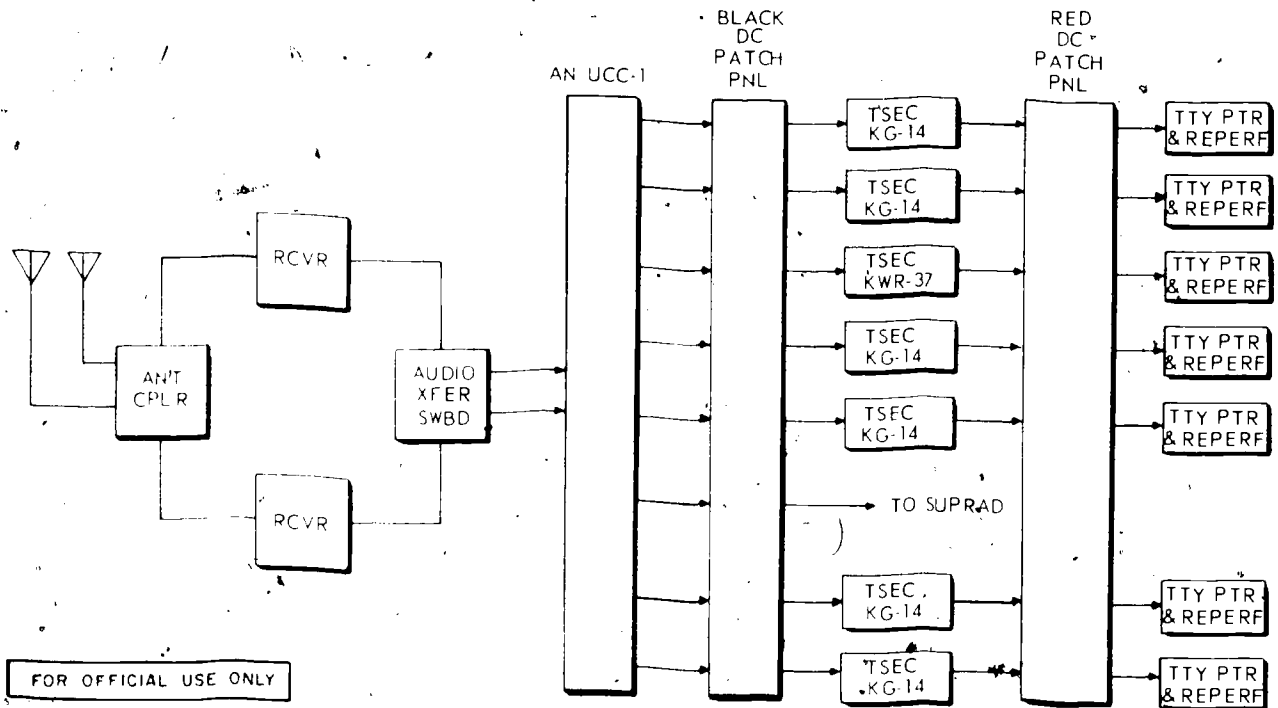 BLACK
DC
PATCH
PNL
RED
DC
PATCH
PNL
AN UCC-1
TSEC
KG-14
TTY PTR
& REPERF
TSEC
KG-14
TTY PTR
& REPERF
RCVR
TSEC
KWR-37
TTY PTR
& REPERF
ANT
CPLR
AUDIO
XFER
SWBD
TSEC
KG-14
TTY PTR
& REPERF
TSEC
KG-14
TTY PTR
& REPERF
RCVR
TO SUPRAD
TSEC
KG-14
TTY PTR
& REPERF
TSEC
KG-14
TTY PTR
& REPERF
FOR OFFICIAL USE ONLY